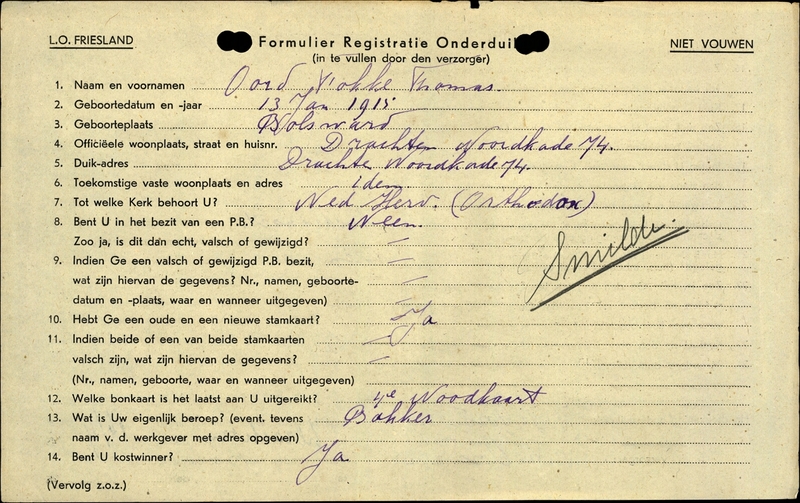 L.O. FRIESLAND
Formulier Registratie Onderdui
NIET VOUWEN
(in te vullen door den verzorger)
1. Naam en voornamen Oord Fokke Thomas.
2. Geboortedatum en -jaar 13 Jan 1915
3. Geboorteplaats Bolsward
4. Officiëele woonplaats, straat en huisnr. Drachten Noordkade 74.
5. Duik-adres Drachte Noordkade 74.
6. Toekomstige vaste woonplaats en adres idem
7. Tot welke Kerk behoort U? Ned Herv. (Orthodox)
8. Bent U in het bezit van een P.B.? Neen.
Zoo ja, is dit dan echt, valsch of gewijzigd? —
Smilde.
9. Indien Ge een valsch of gewijzigd P.B. bezit, —
wat zijn hiervan de gegevens? Nr., namen, geboorte- —
datum en -plaats, waar en wanneer uitgegeven) —
10. Hebt Ge een oude en een nieuwe stamkaart? Ja
11. Indien beide of een van beide stamkaarten —
valsch zijn, wat zijn hiervan de gegevens? —
(Nr., namen, geboorte, waar en wanneer uitgegeven)
12. Welke bonkaart is het laatst aan U uitgereikt? 4e Noodkaart
13. Wat is Uw eigenlijk beroep? (event. tevens Bakker
naam v. d. werkgever met adres opgeven)
14. Bent U kostwinner? Ja
(Vervolg z.o.z.)